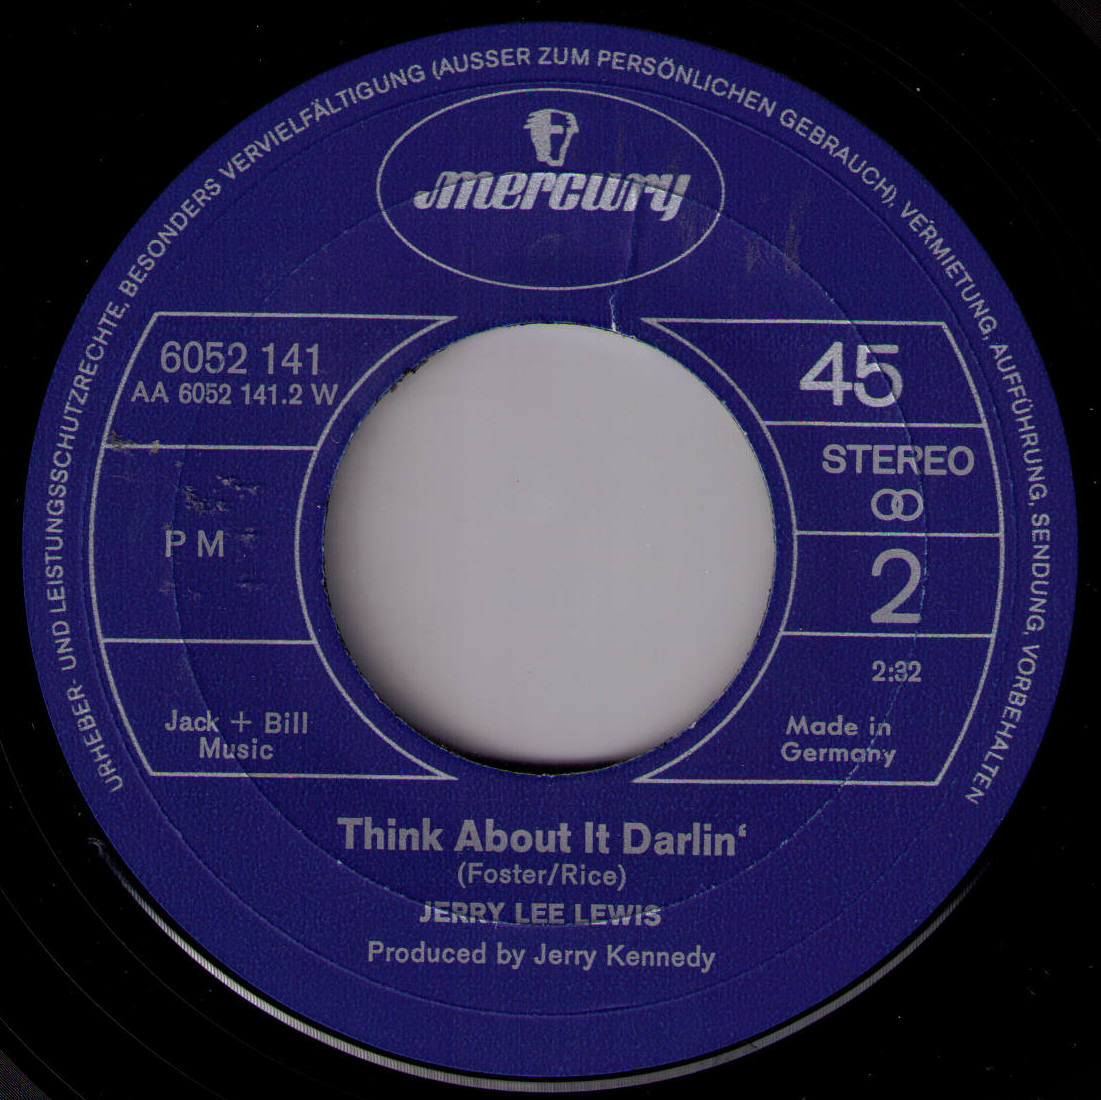 URHEBER- UND LEISTUNGSSCHUTZRECHTE, BESONDERS VERVIELFÄLTIGUNG (AUSSER ZUM PERSÖNLICHEN GEBRAUCH), VERMIETUNG, AUFFÜHRUNG, SENDUNG, VORBEHALTEN
mercury
6052 141
AA 6052 141.2 W
P M
Jack + Bill
Music
45
STEREO
2
2:32
Made in
Germany
Think About It Darlin‘
(Foster/Rice)
JERRY LEE LEWIS
Produced by Jerry Kennedy